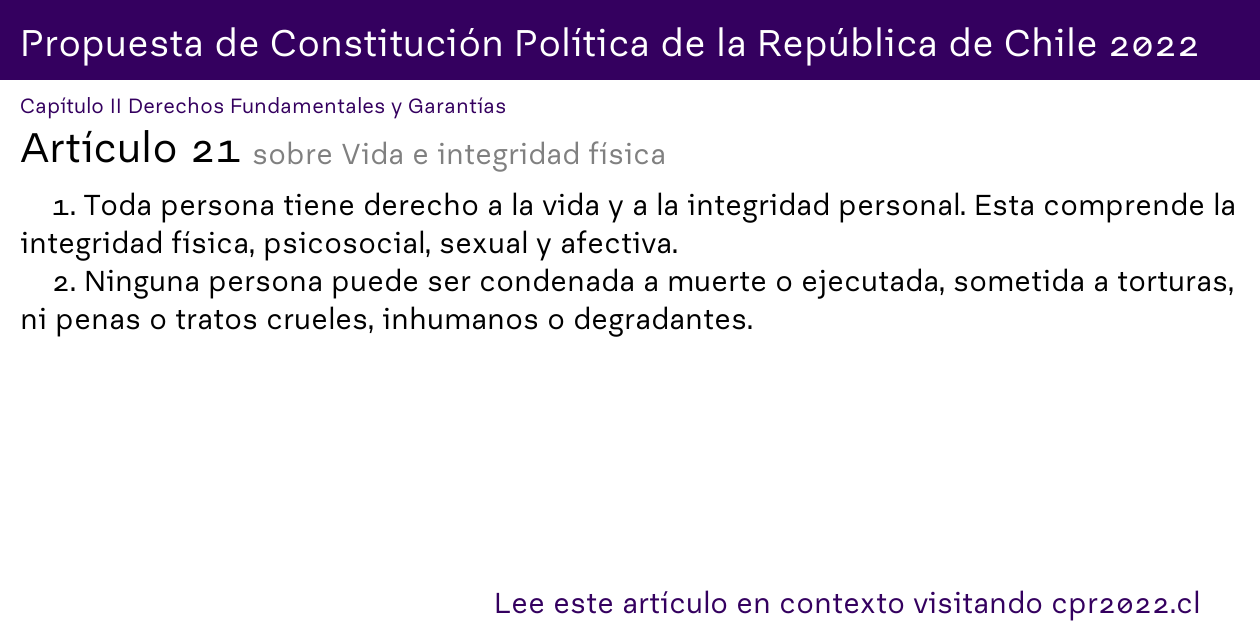 Propuesta de Constitución Política de la República de Chile 2022
Capítulo II Derechos Fundamentales y Garantías
Artículo 21 sobre Vida e integridad física
1. Toda persona tiene derecho a la vida y a la integridad personal. Esta comprende la
integridad física, psicosocial, sexual y afectiva.
2. Ninguna persona puede ser condenada a muerte o ejecutada, sometida a torturas,
ni penas o tratos crueles, inhumanos o degradantes.
Lee este artículo en contexto visitando cpr2022.cl